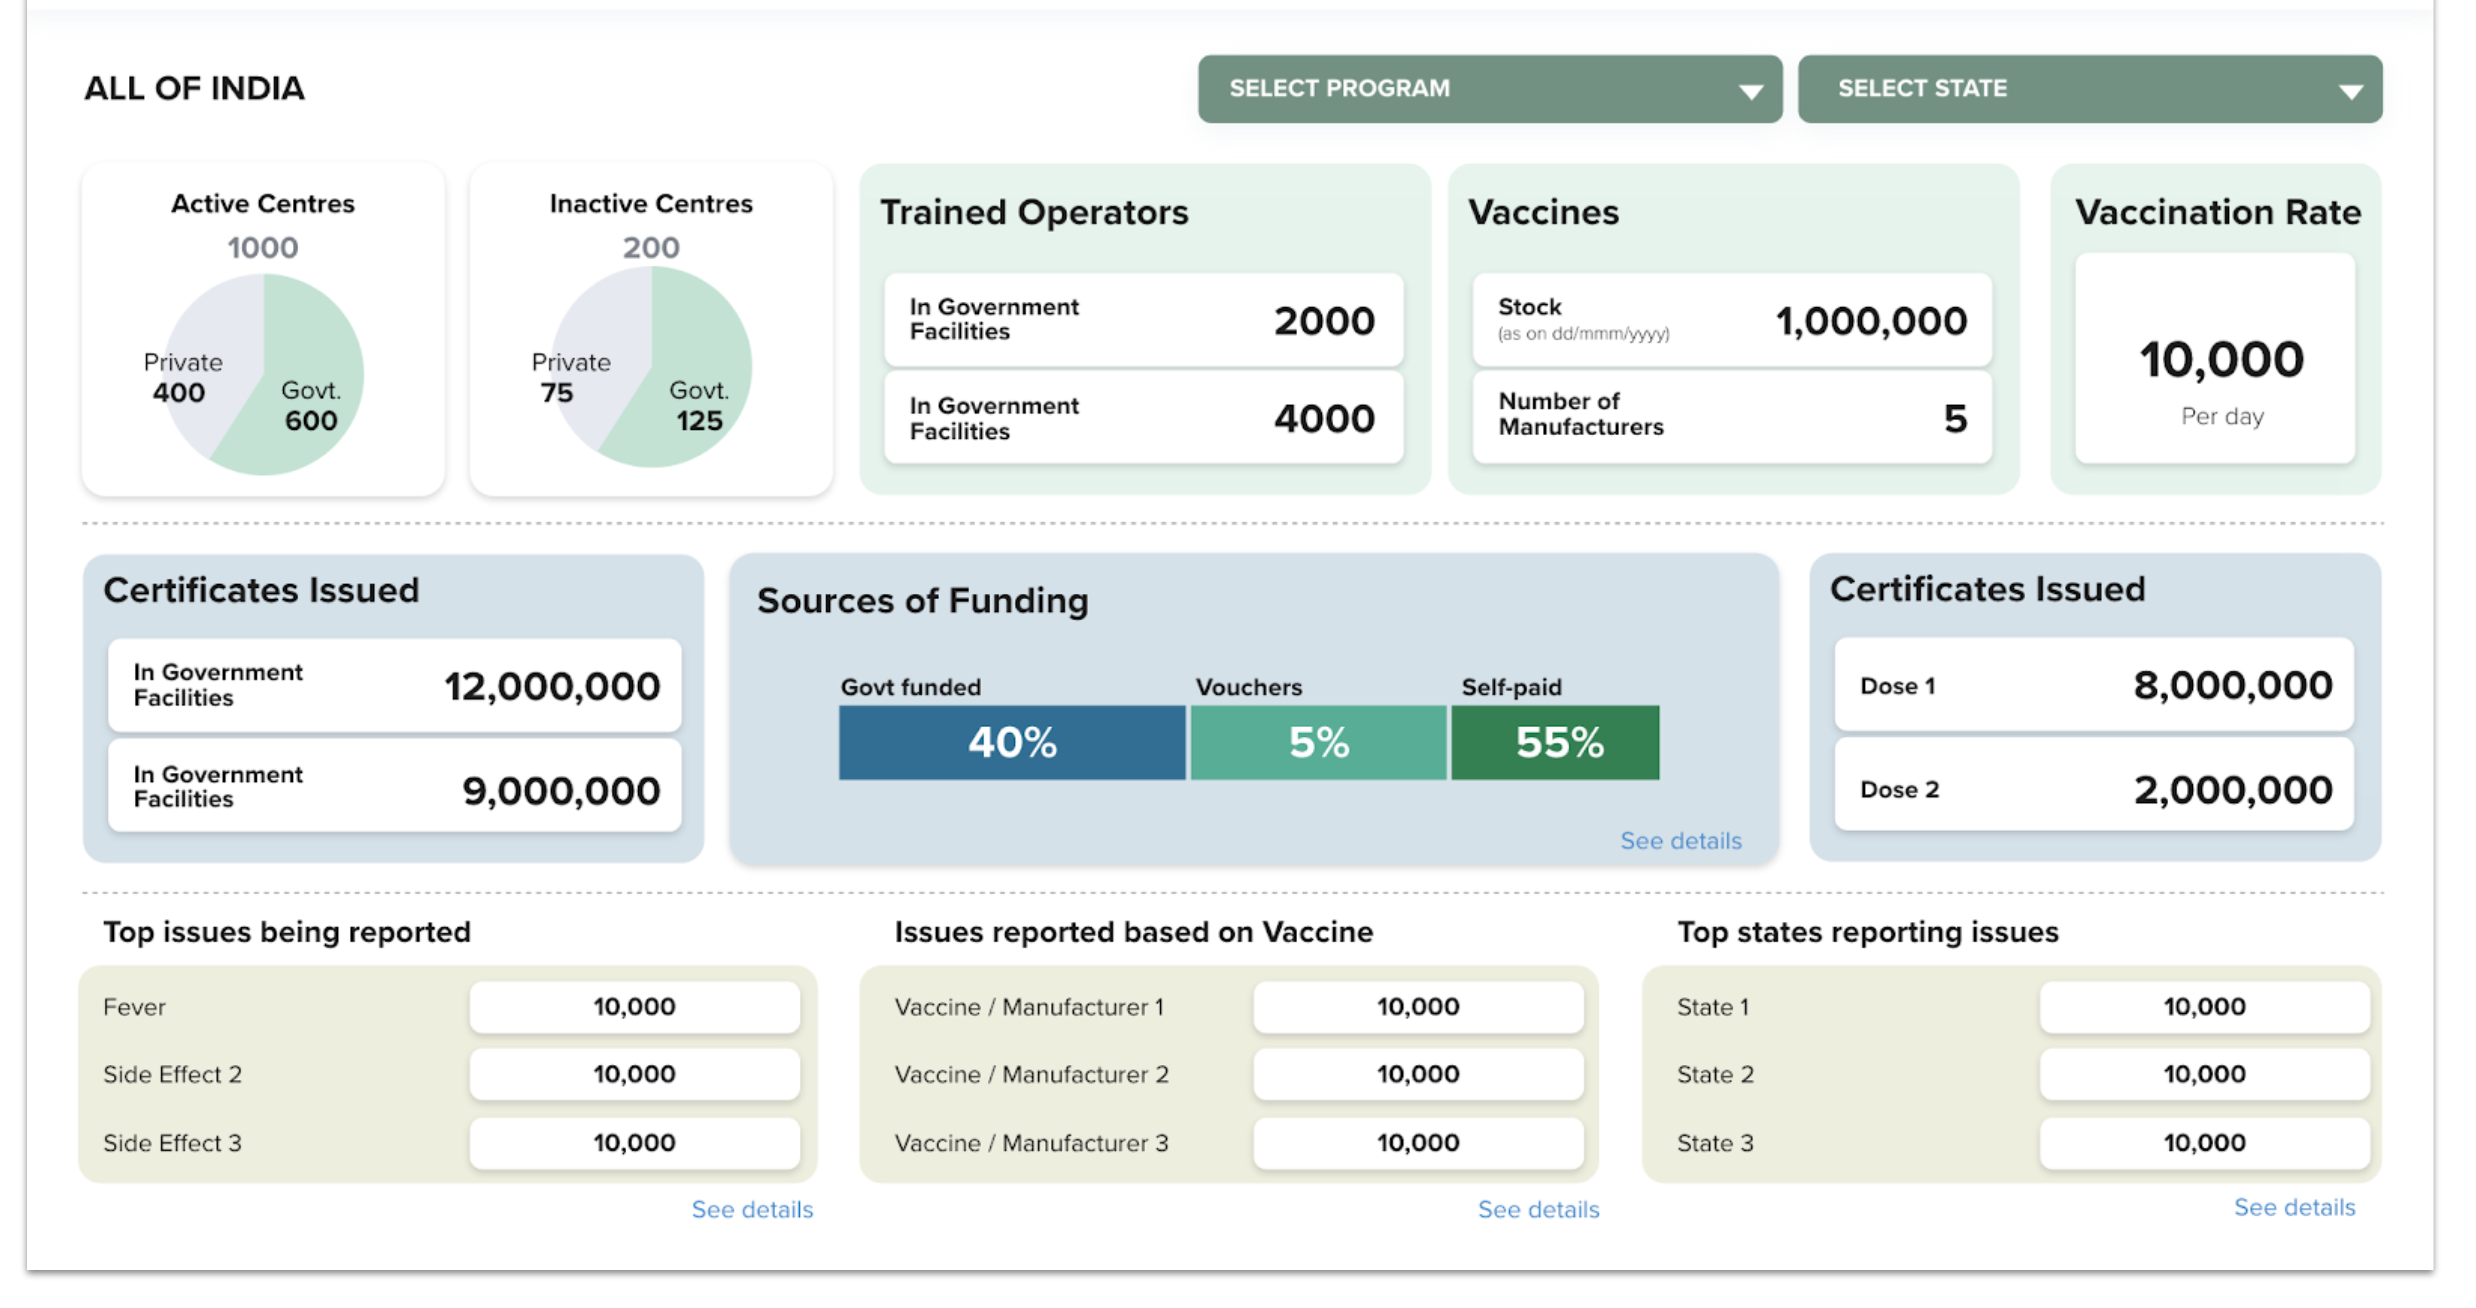 ALL OF INDIA
SELECT PROGRAM
SELECT STATE
Active Centres
1000
Private
400
Govt.
600
Inactive Centres
200
Private
75
Govt.
125
Trained Operators
In Government
Facilities
2000
In Government
Facilities
4000
Vaccines
Stock
(as on dd/mmm/yyyy)
1,000,000
Number of
Manufacturers
5
Vaccination Rate
10,000
Per day
Certificates Issued
In Government
Facilities
12,000,000
In Government
Facilities
9,000,000
Sources of Funding
Govt funded
Vouchers
Self-paid
40%
5%
55%
See details
Certificates Issued
Dose 1
8,000,000
Dose 2
2,000,000
Top issues being reported
Fever
10,000
Side Effect 2
10,000
Side Effect 3
10,000
See details
Issues reported based on Vaccine
Vaccine / Manufacturer 1
10,000
Vaccine / Manufacturer 2
10,000
Vaccine / Manufacturer 3
10,000
See details
Top states reporting issues
State 1
10,000
State 2
10,000
State 3
10,000
See details